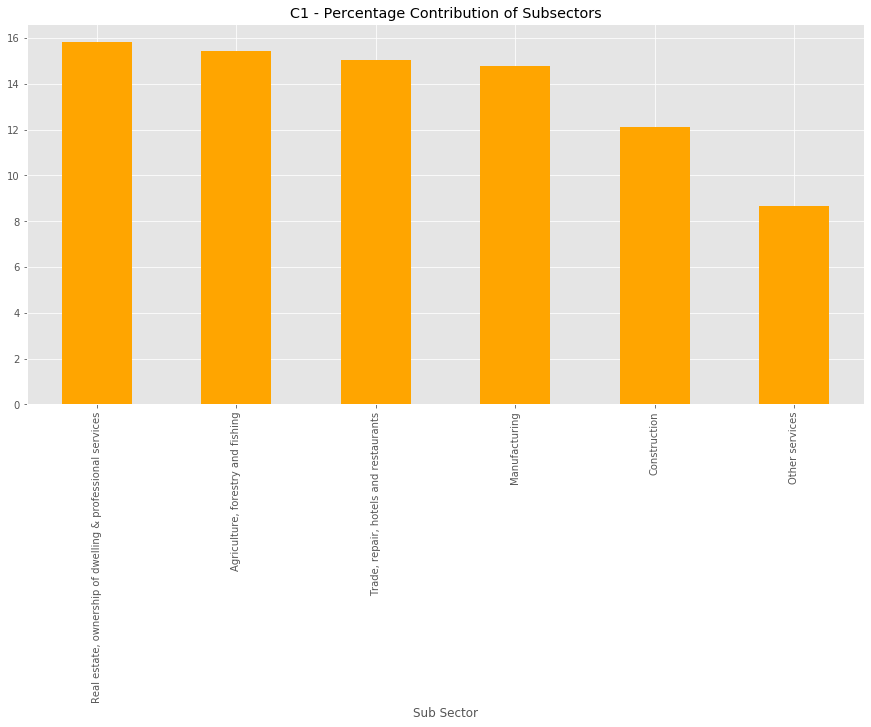 C1 - Percentage Contribution of Subsectors
16
14
12
10
8
6
4
2
0
Real estate, ownership of dwelling & professional services
Agriculture, forestry and fishing
Trade, repair, hotels and restaurants
Manufacturing
Construction
Other services
Sub Sector